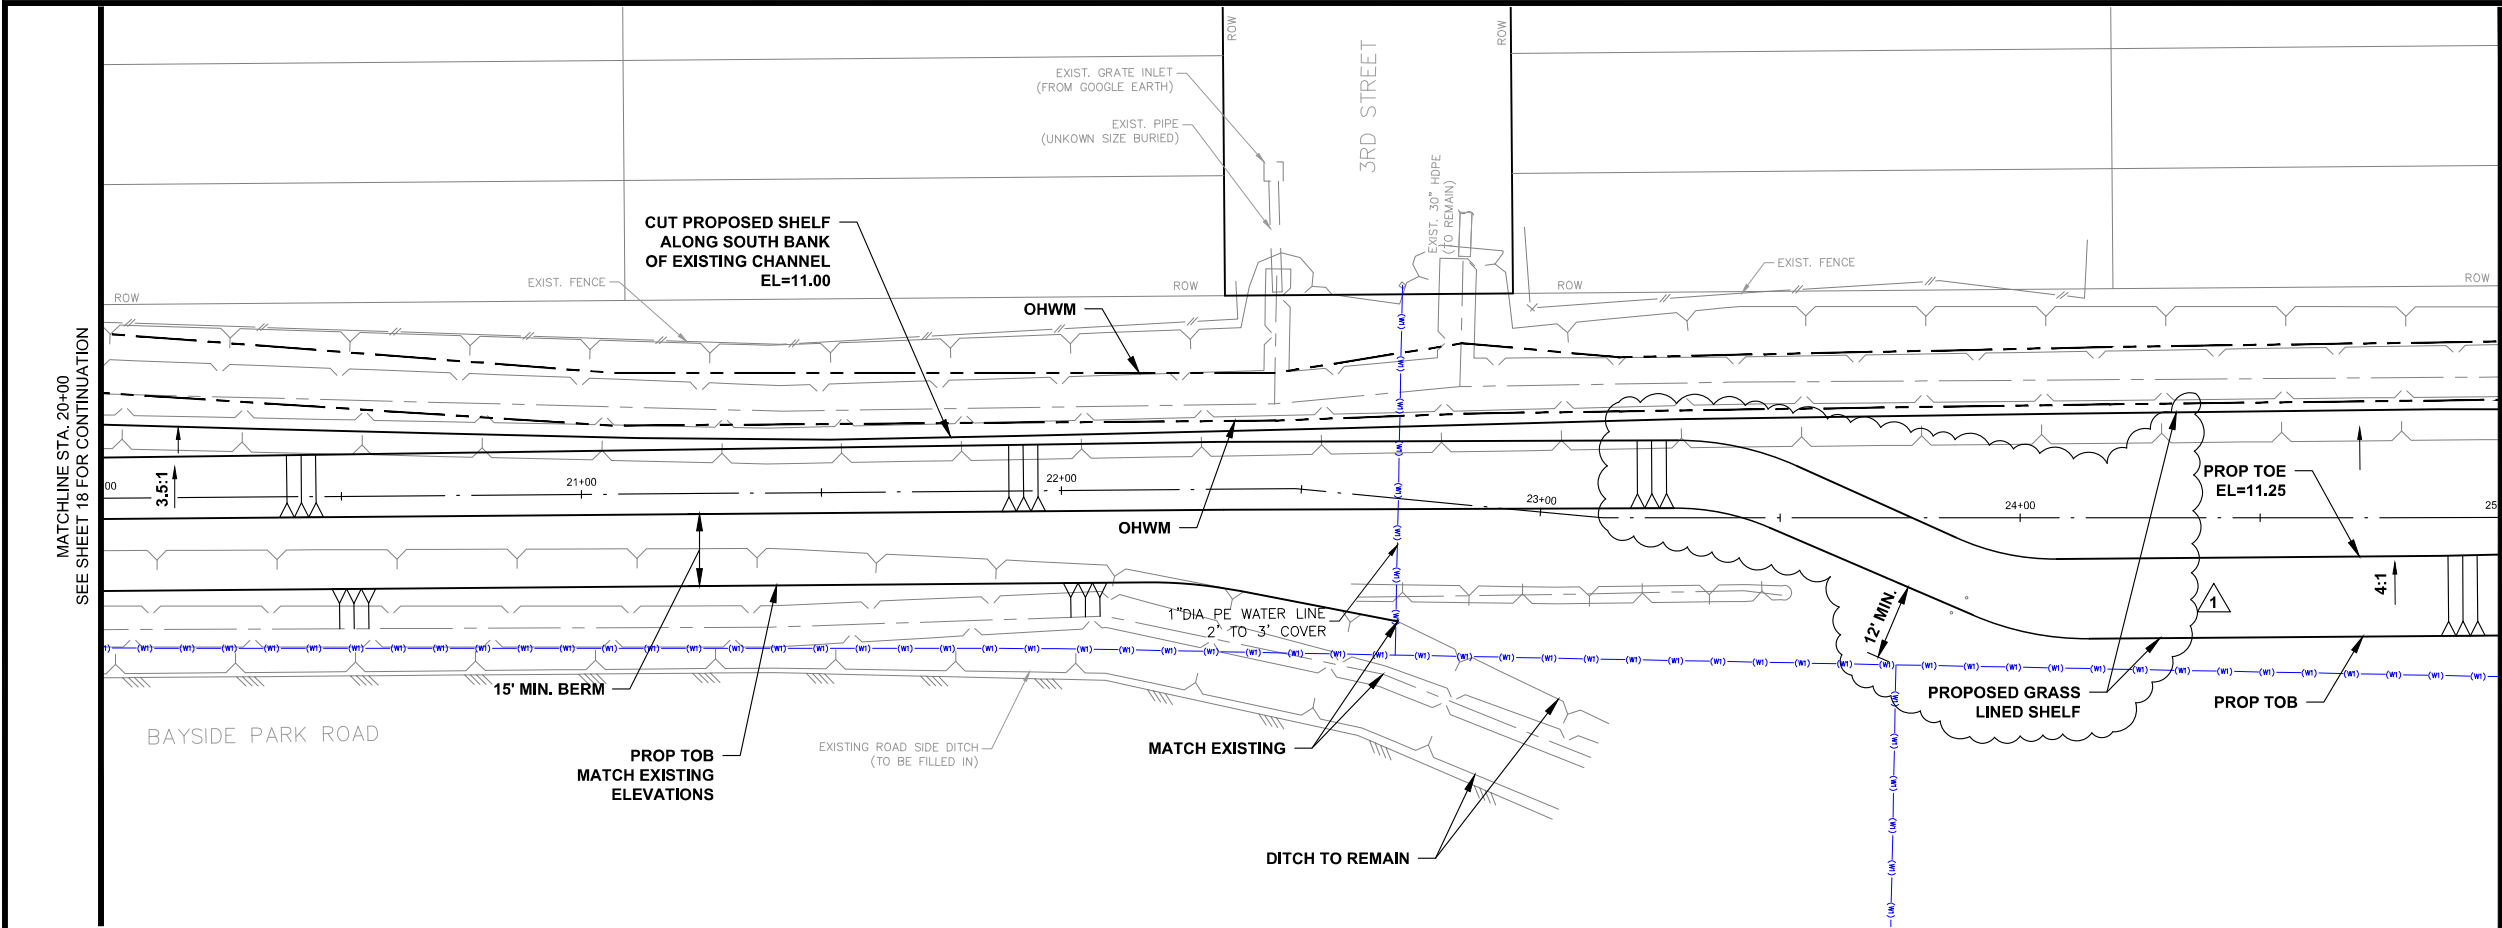 MATCHLINE STA. 20+00
SEE SHEET 18 FOR CONTINUATION
ROW
ROW
3RD STREET
EXIST. GRATE INLET
(FROM GOOGLE EARTH)
EXIST. PIPE
(UNKOWN SIZE BURIED)
EXIST. 30" HDPE
(TO REMAIN)
CUT PROPOSED SHELF
ALONG SOUTH BANK
OF EXISTING CHANNEL
EL=11.00
EXIST. FENCE
EXIST. FENCE
ROW
ROW
ROW
ROW
OHWM
3.5:1
00
21+00
22+00
23+00
24+00
25
OHWM
PROP TOE
EL=11.25
4:1
1
12' MIN.
1"DIA PE WATER LINE
2' TO 3' COVER
15' MIN. BERM
PROPOSED GRASS
LINED SHELF
PROP TOB
BAYSIDE PARK ROAD
PROP TOB
MATCH EXISTING
ELEVATIONS
EXISTING ROAD SIDE DITCH
(TO BE FILLED IN)
MATCH EXISTING
DITCH TO REMAIN